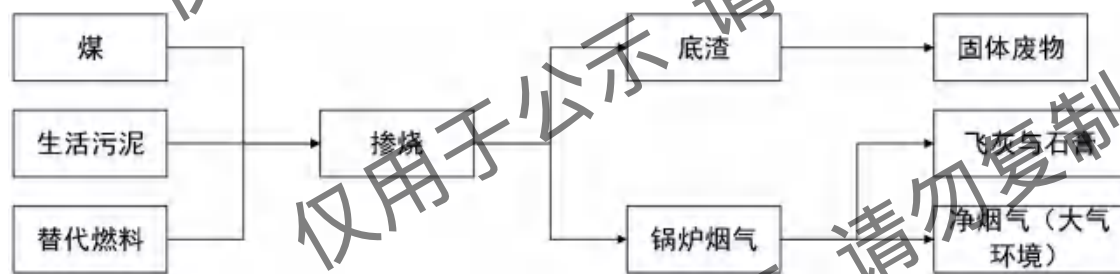 煤
底渣
固体废物
生活污泥
掺烧
飞灰与石膏
替代燃料
锅炉烟气
净烟气（大气
环境）
仅用于公示
请勿复制